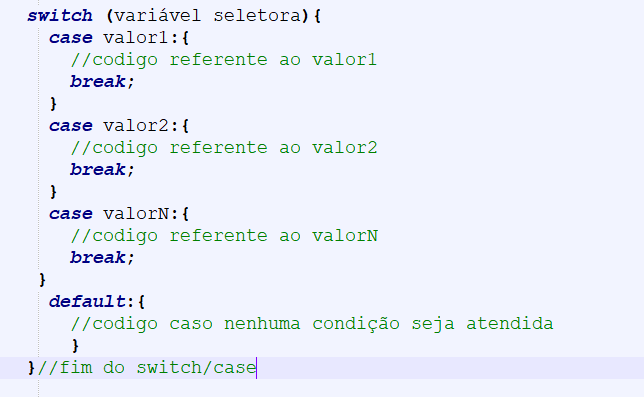 switch (variável seletora){
case valor1:{
//codigo referente ao valor1
break;
}
case valor2:{
//codigo referente ao valor2
break;
}
case valorN:{
//codigo referente ao valorN
break;
}
default:{
//codigo caso nenhuma condição seja atendida
}
}//fim do switch/case